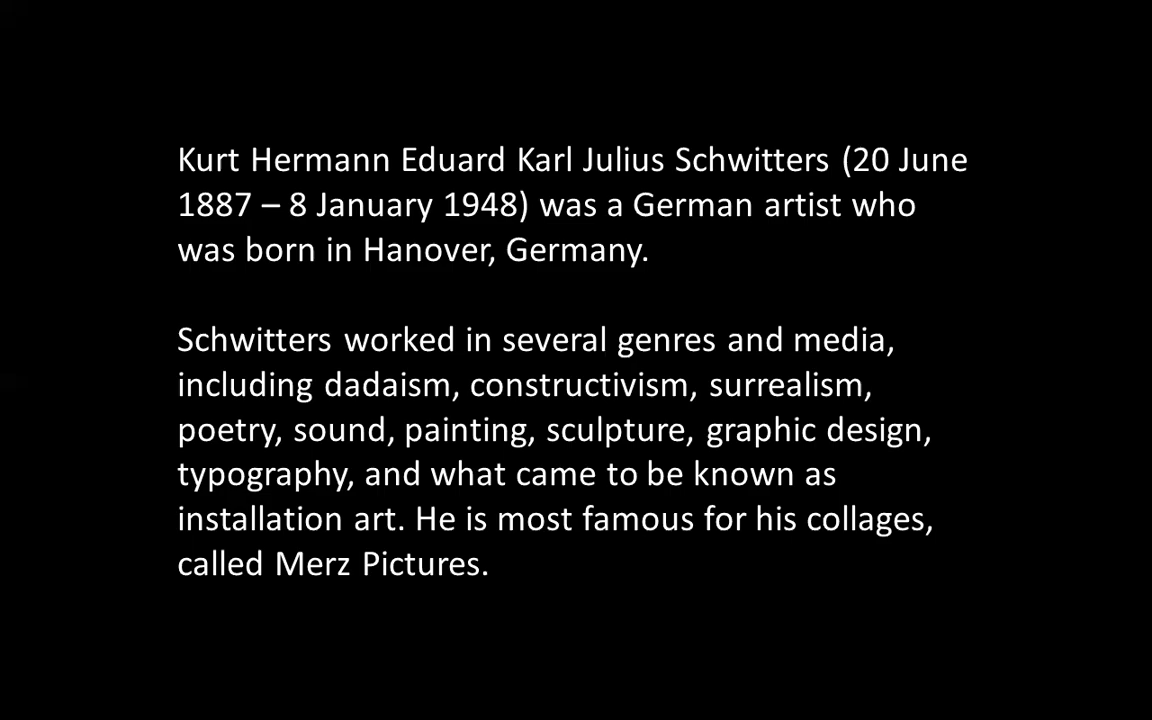 Kurt Hermann Eduard Karl Julius Schwitters (20 June
1887 – 8 January 1948) was a German artist who
was born in Hanover, Germany.
Schwitters worked in several genres and media,
including dadaism, constructivism, surrealism,
poetry, sound, painting, sculpture, graphic design,
typography, and what came to be known as
installation art. He is most famous for his collages,
called Merz Pictures.